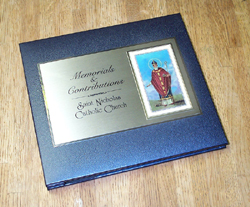 Memorials
&
Contributions
Saint Nicholas
Catholic Church